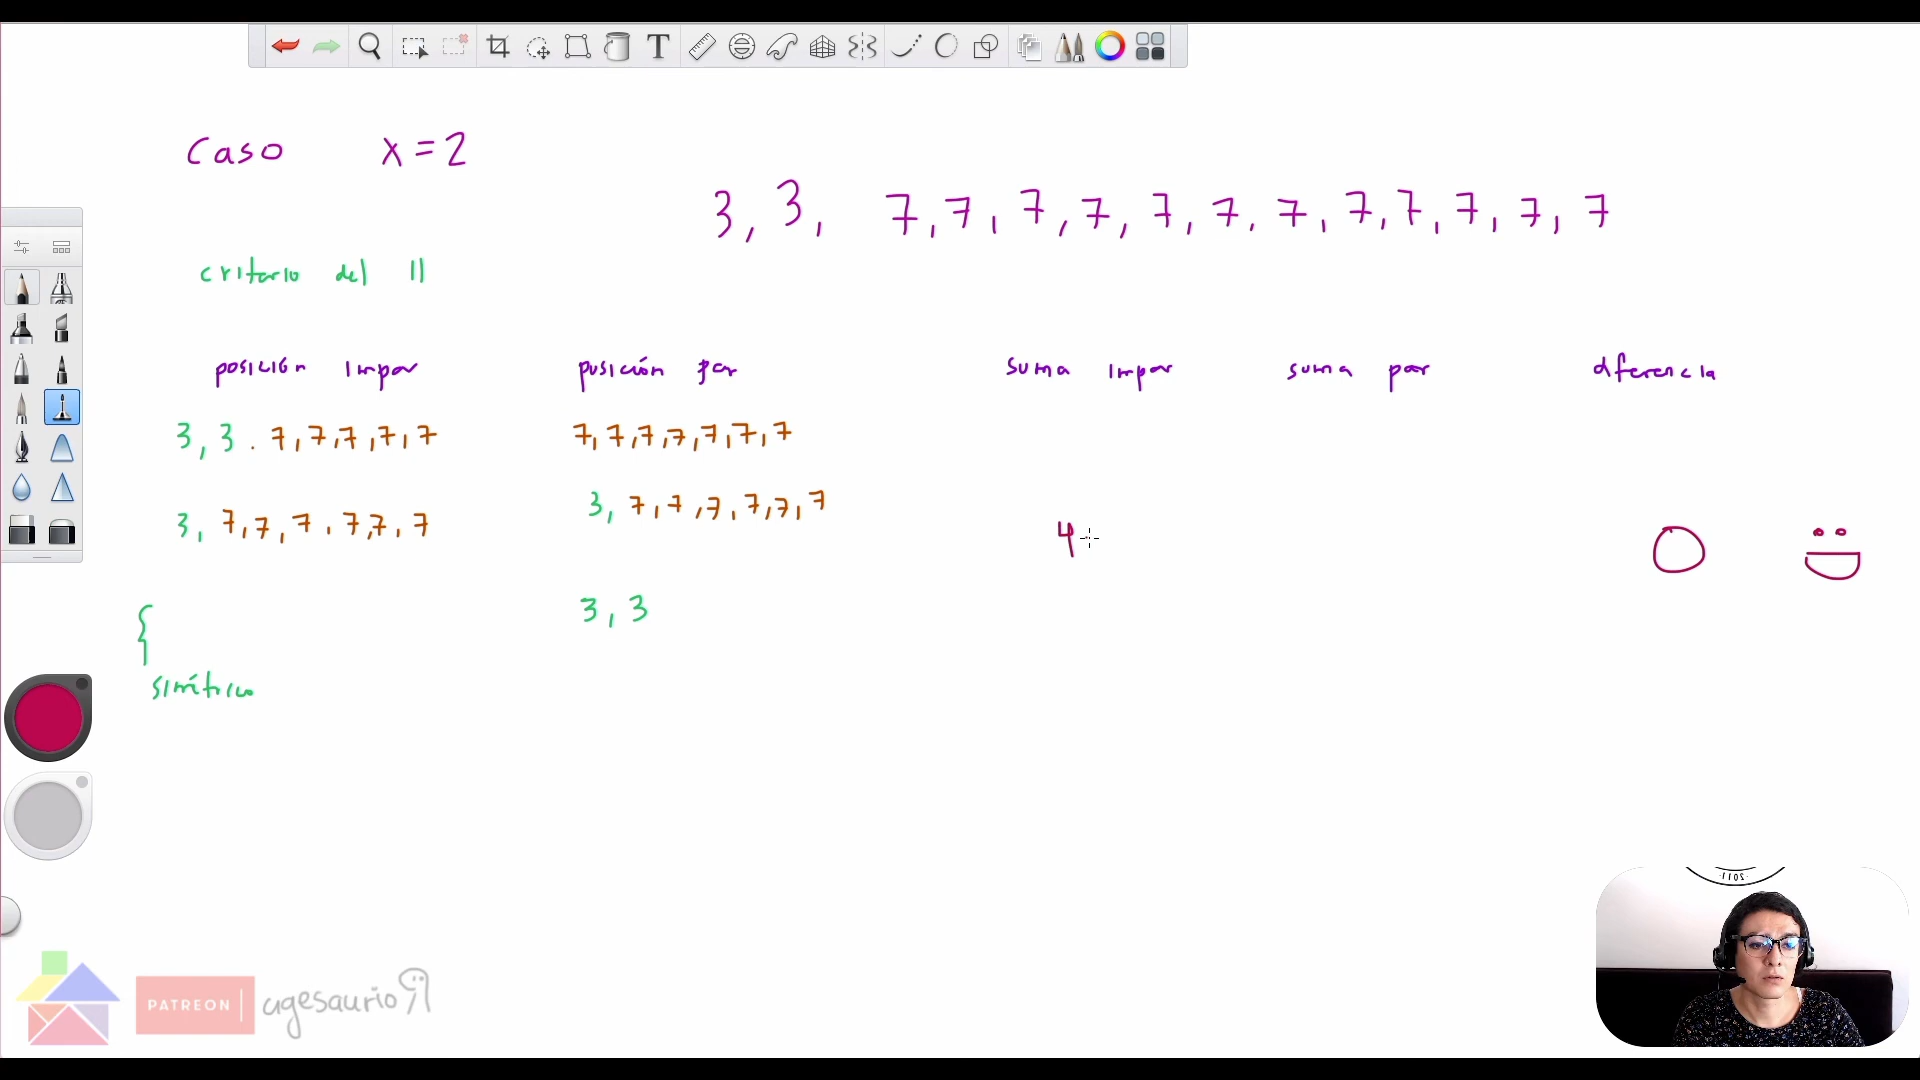 Caso x = 2
3, 3, 7, 7, 7, 7, 7, 7, 7, 7, 7, 7, 7, 7
criterio del 11
posición impar posición par suma impar suma par diferencia
3, 3. 7, 7, 7, 7, 7 7, 7, 7, 7, 7, 7, 7
3, 7, 7, 7, 7, 7, 7 3, 7, 7, 7, 7, 7, 7 4 0
3, 3
simétrico
2011
PATREON agesaurio